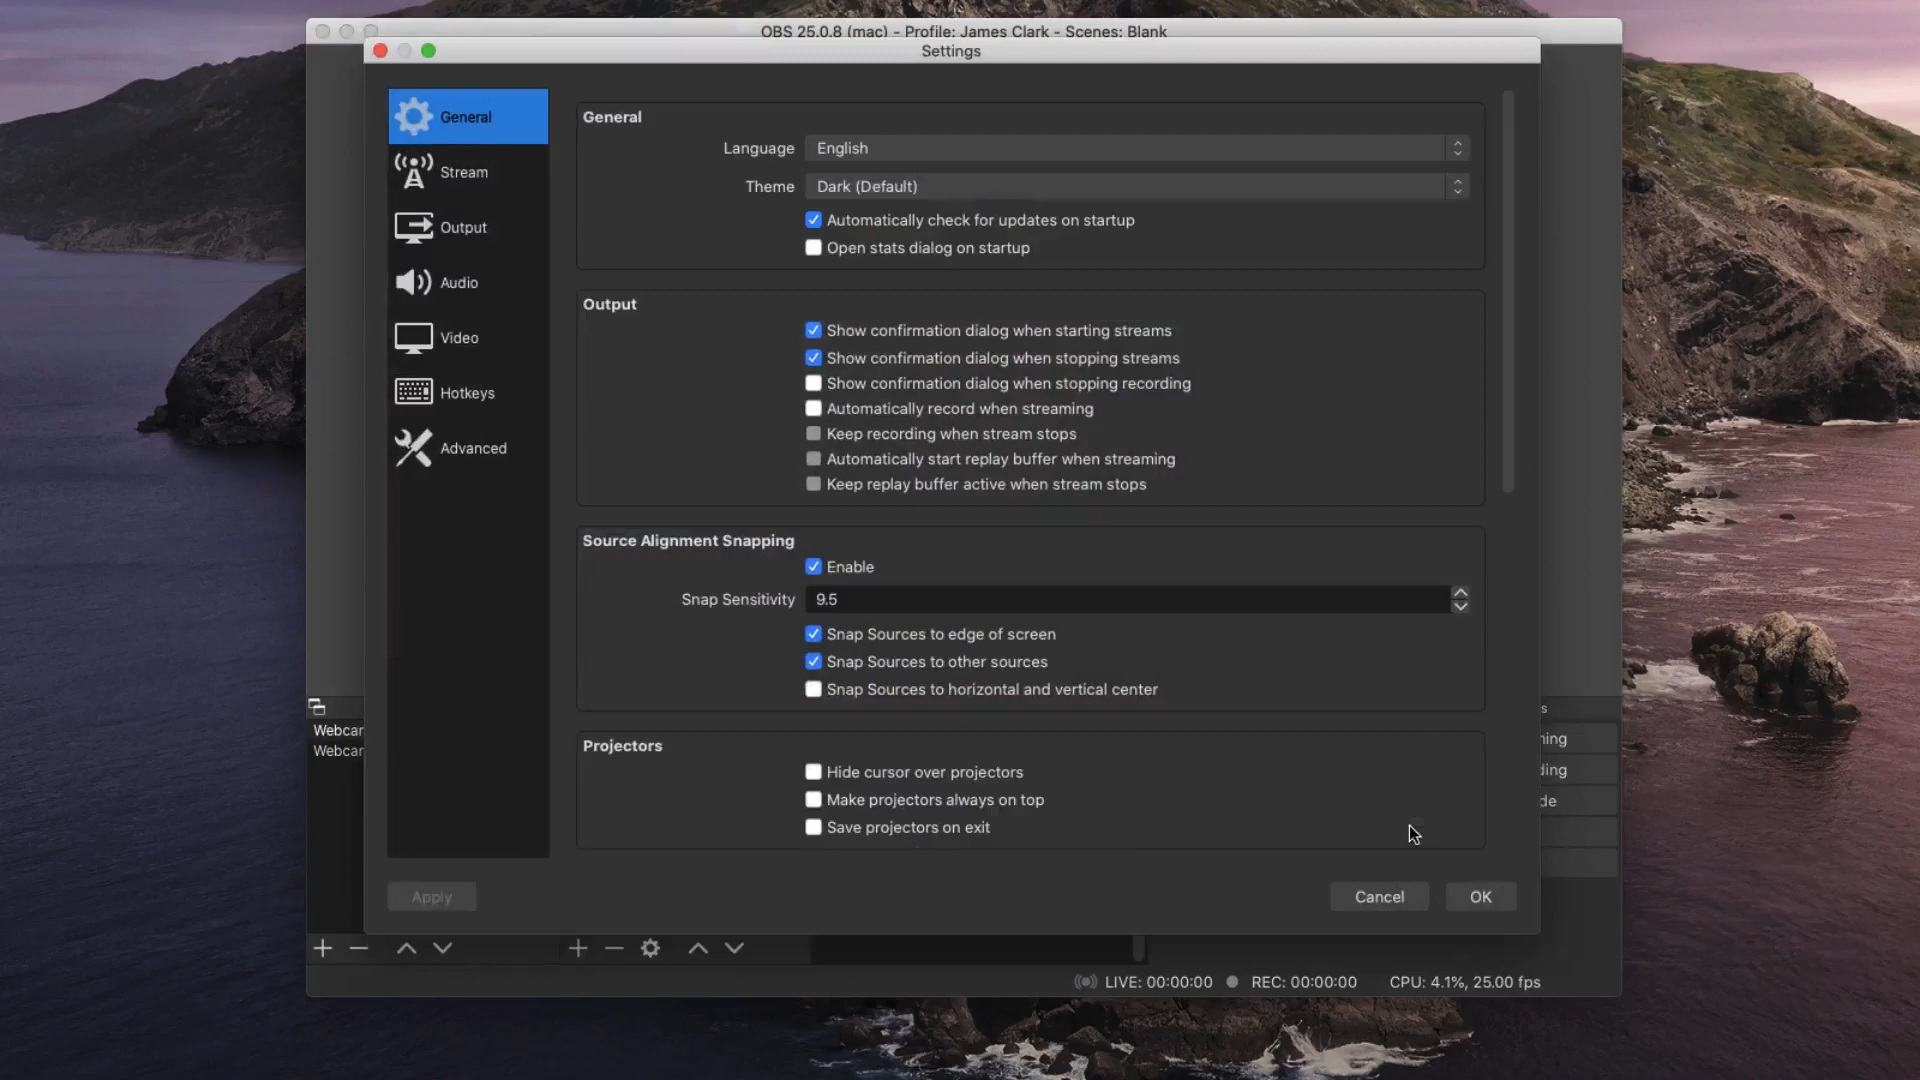 OBS 25.0.8 (mac) - Profile: James Clark - Scenes: Blank
Settings
General
Stream
Output
Audio
Video
Hotkeys
Advanced
General
Language English
Theme Dark (Default)
Automatically check for updates on startup
Open stats dialog on startup
Output
Show confirmation dialog when starting streams
Show confirmation dialog when stopping streams
Show confirmation dialog when stopping recording
Automatically record when streaming
Keep recording when stream stops
Automatically start replay buffer when streaming
Keep replay buffer active when stream stops
Source Alignment Snapping
Enable
Snap Sensitivity 9.5
Snap Sources to edge of screen
Snap Sources to other sources
Snap Sources to horizontal and vertical center
Projectors
Hide cursor over projectors
Make projectors always on top
Save projectors on exit
Apply
Cancel
OK
Webcar
Webcar
s
ning
ding
de
LIVE: 00:00:00
REC: 00:00:00
CPU: 4.1%, 25.00 fps